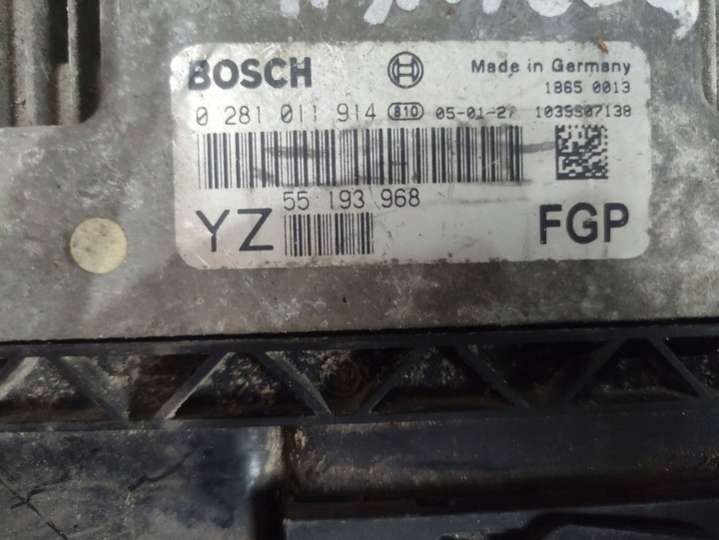 BOSCH Made in Germany
1865 0013
0 281 011 914 810 05-01-27 1039S07138
55 193 968
YZ FGP